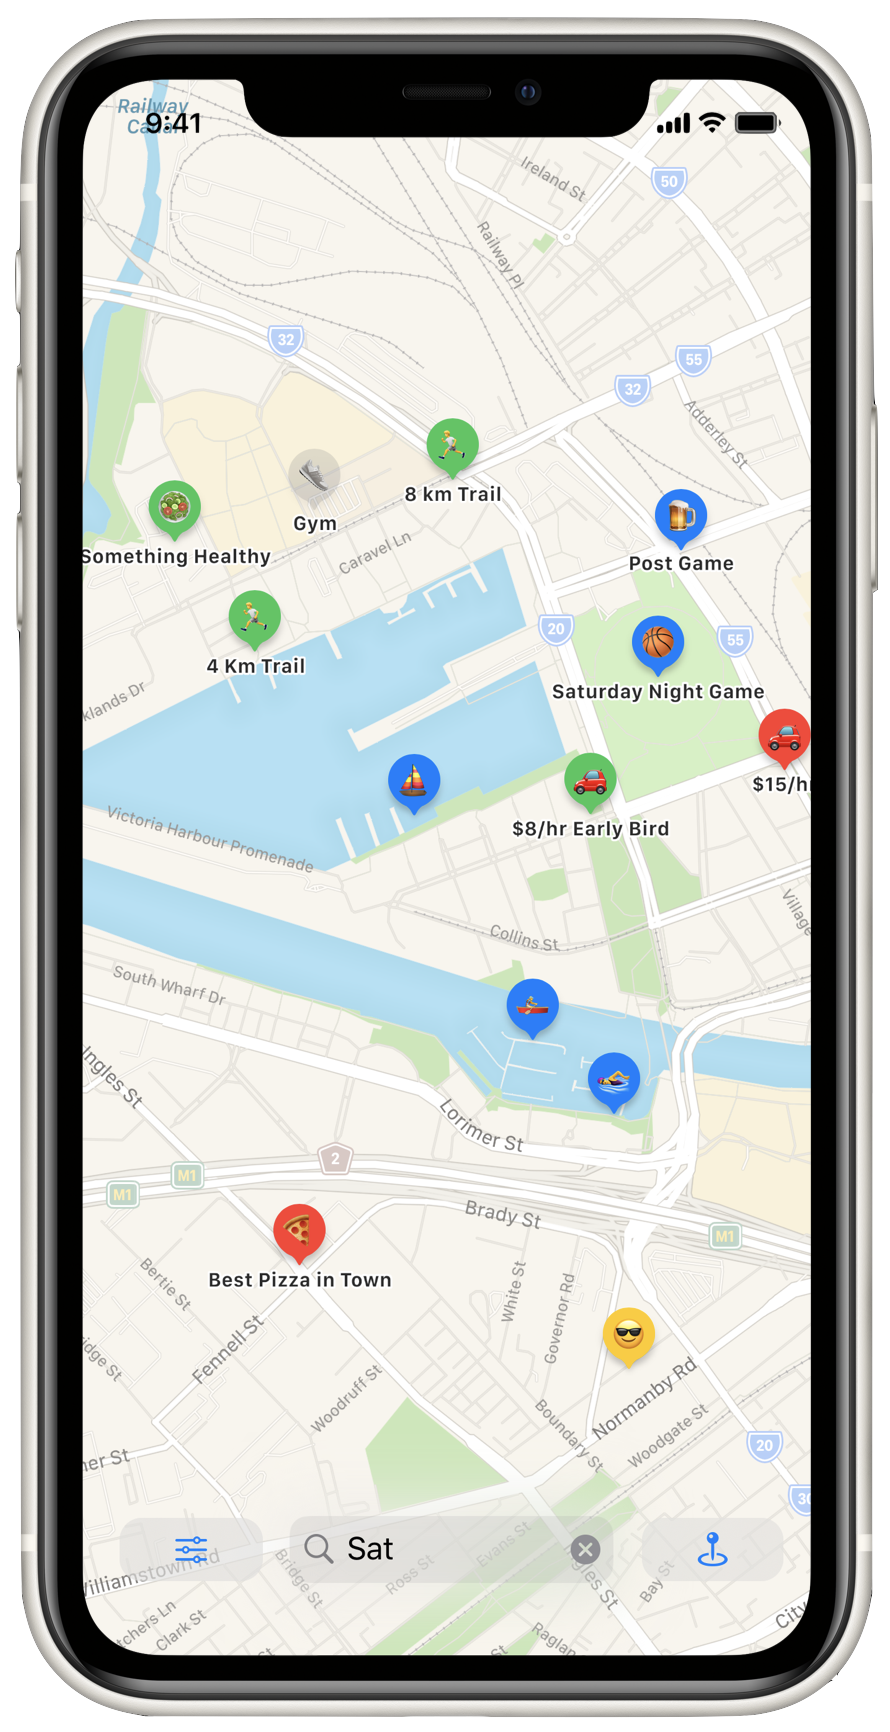 Railway
Canal
9:41
Ireland St
50
Railway Pl
32
55
32
Adderley St
8 km Trail
Gym
Something Healthy
Post Game
Caravel Ln
20
55
4 Km Trail
Saturday Night Game
klands Dr
$15/h
$8/hr Early Bird
Victoria Harbour Promenade
Village
Collins St
South Wharf Dr
Ingles St
Lorimer St
2
M1
M1
Brady St
M1
Best Pizza in Town
Bertie St
White St
Governor Rd
Fennell St
idge St
Normanby Rd
Woodruff St
Boundary St
Woodgate St
20
ner St
30
Sat
Williamstown Rd
Bridge St
Ross St
Evans St
gles St
Bay St
tchers Ln
Clark St
Raglan
St
City